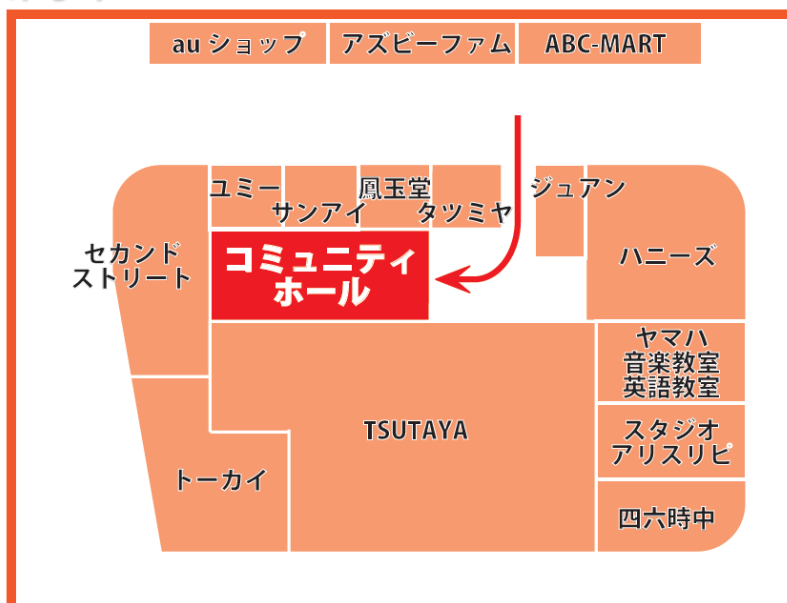 au ショップ
アズビーファム
ABC-MART
ユミー
サンアイ
鳳玉堂
タツミヤ
ジュアン
セカンド
ストリート
コミュニティ
ホール
ハニーズ
ヤマハ
音楽教室
英語教室
TSUTAYA
スタジオ
アリスリピ
トーカイ
四六時中